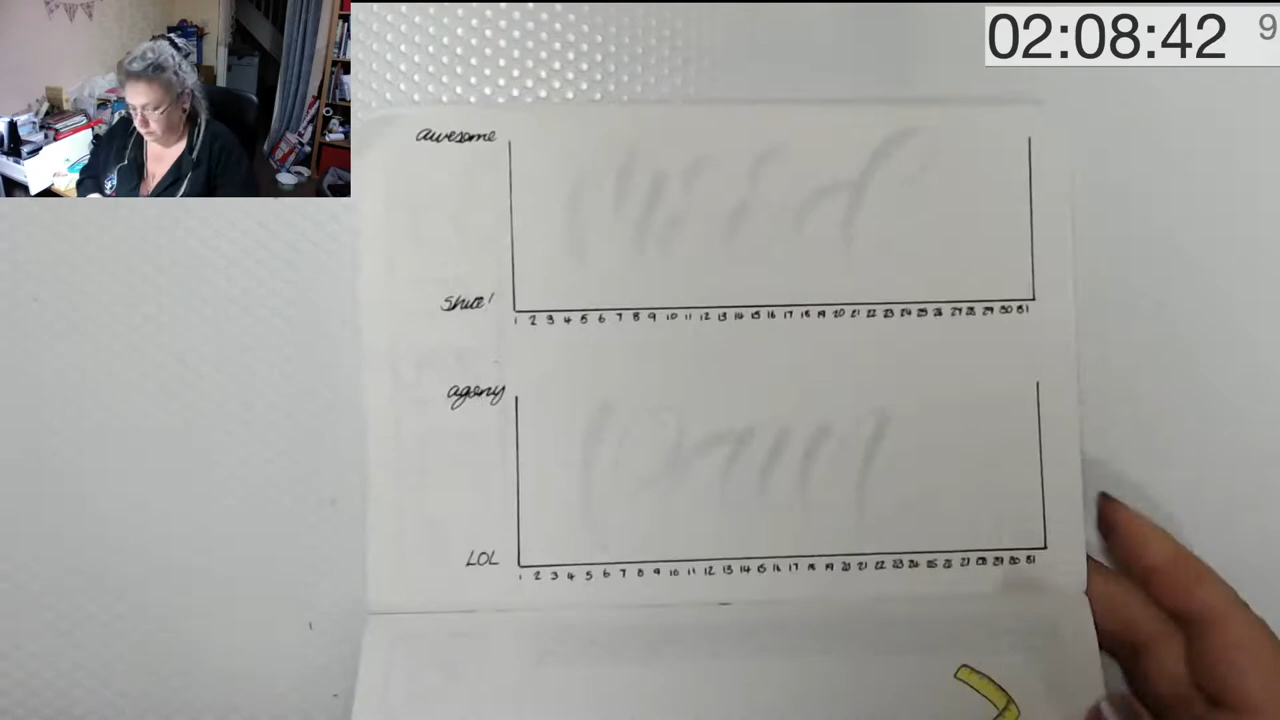 02:08:42 9
awesome
shite!
1 2 3 4 5 6 7 8 9 10 11 12 13 14 15 16 17 18 19 20 21 22 23 24 25 26 27 28 29 30 31
agony
LOL
1 2 3 4 5 6 7 8 9 10 11 12 13 14 15 16 17 18 19 20 21 22 23 24 25 26 27 28 29 30 31